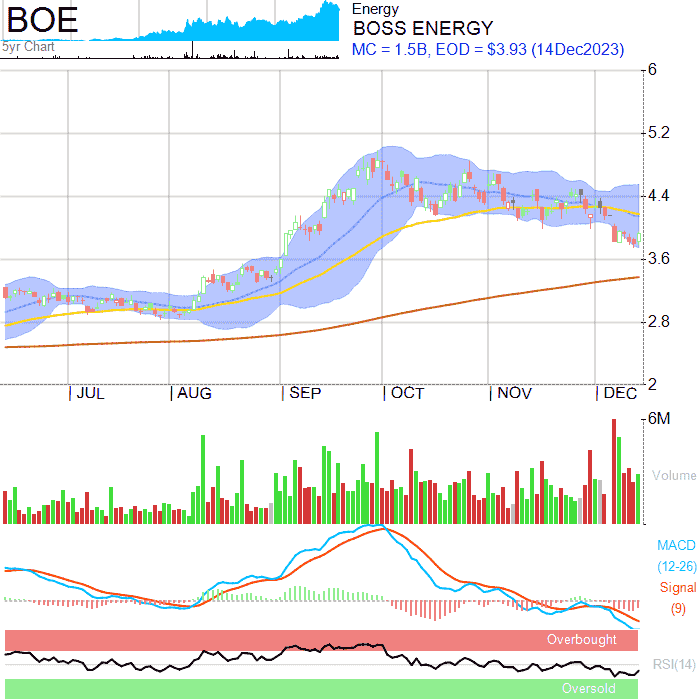 BOE
5yr Chart
Energy
BOSS ENERGY
MC = 1.5B, EOD = $3.93 (14Dec2023)
6
5.2
4.4
3.6
2.8
2
JUL
AUG
SEP
OCT
NOV
DEC
6M
Volume
MACD
(12-26)
Signal
(9)
Overbought
RSI(14)
Oversold